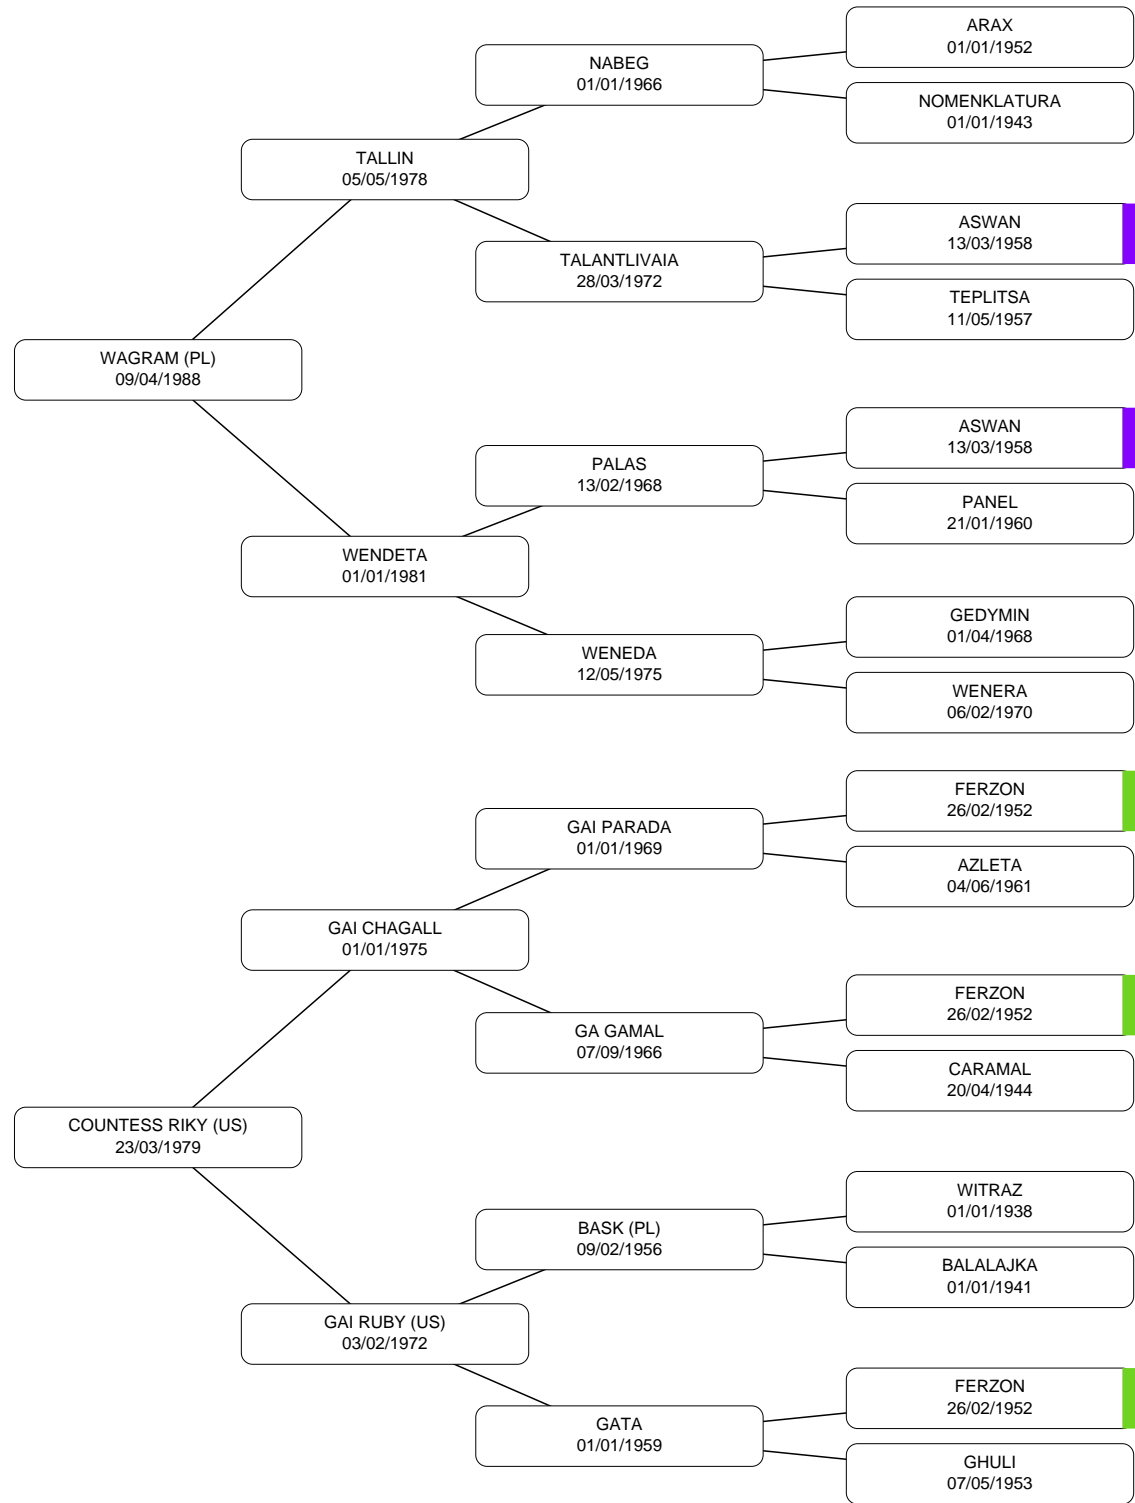 ARAX
01/01/1952
NABEG
01/01/1966
NOMENKLATURA
01/01/1943
TALLIN
05/05/1978
ASWAN
13/03/1958
TALANTLIVAIA
28/03/1972
TEPLITSA
11/05/1957
WAGRAM (PL)
09/04/1988
ASWAN
13/03/1958
PALAS
13/02/1968
PANEL
21/01/1960
WENDETA
01/01/1981
GEDYMIN
01/04/1968
WENEDA
12/05/1975
WENERA
06/02/1970
FERZON
26/02/1952
GAI PARADA
01/01/1969
AZLETA
04/06/1961
GAI CHAGALL
01/01/1975
FERZON
26/02/1952
GA GAMAL
07/09/1966
CARAMAL
20/04/1944
COUNTESS RIKY (US)
23/03/1979
WITRAZ
01/01/1938
BASK (PL)
09/02/1956
BALALAJKA
01/01/1941
GAI RUBY (US)
03/02/1972
FERZON
26/02/1952
GATA
01/01/1959
GHULI
07/05/1953